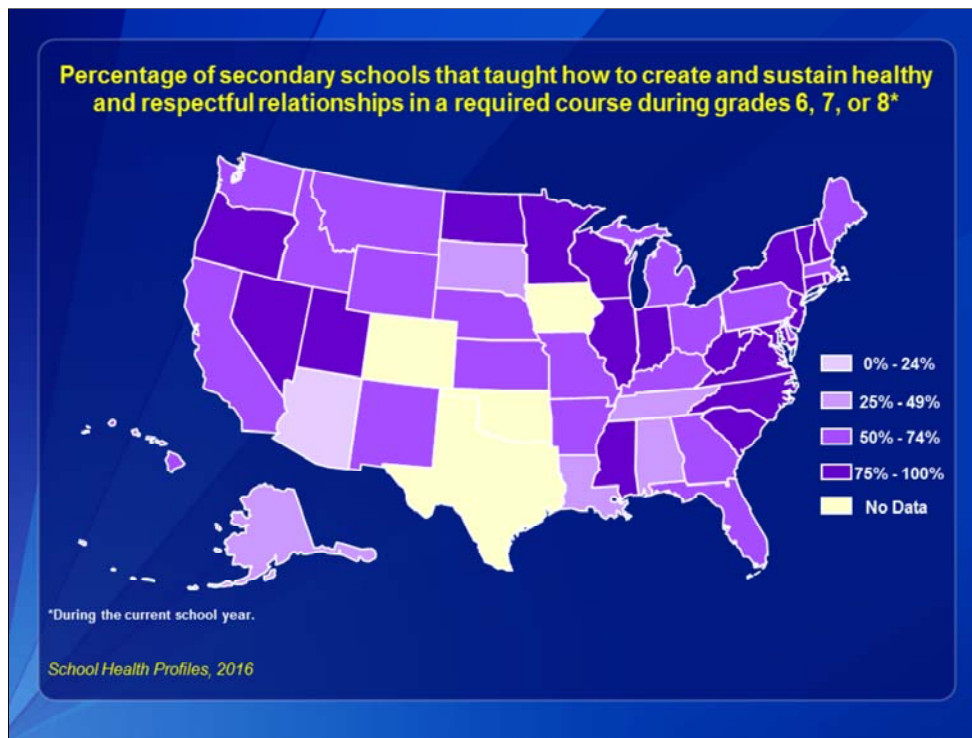 Percentage of secondary schools that taught how to create and sustain healthy
and respectful relationships in a required course during grades 6, 7, or 8*
0% - 24%
25% - 49%
50% - 74%
75% - 100%
No Data
*During the current school year.
School Health Profiles, 2016